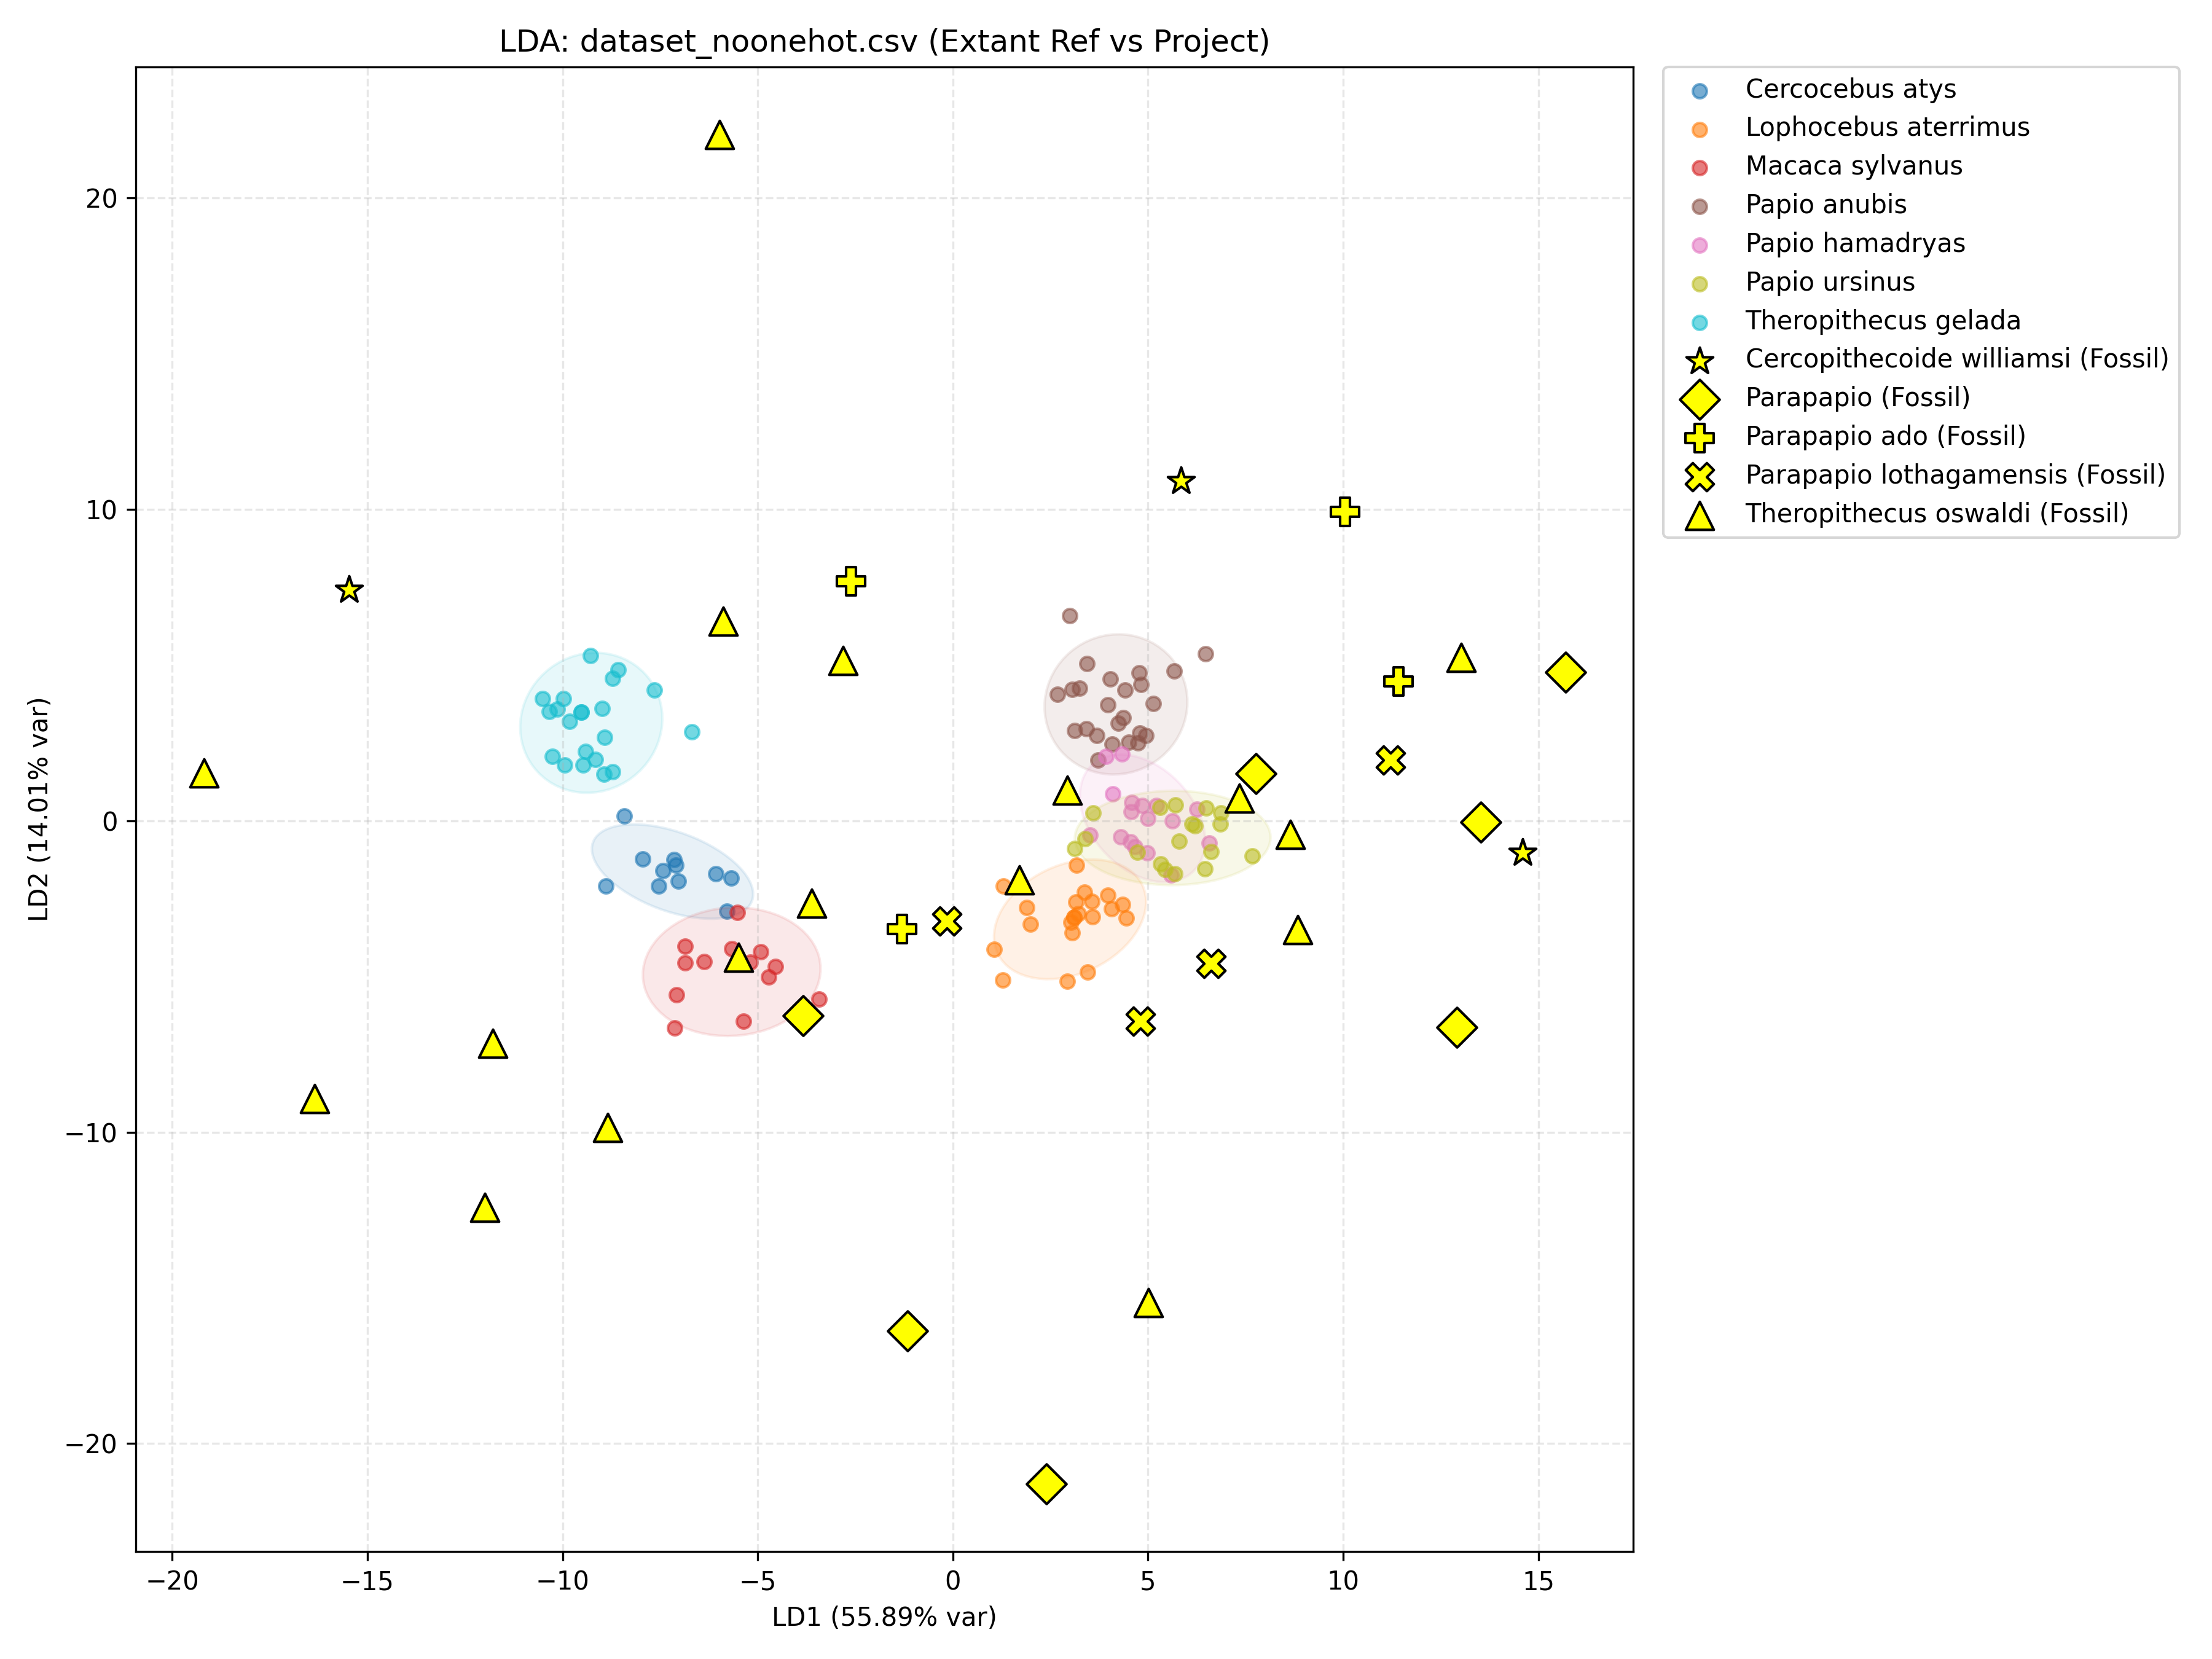 LDA: dataset_noonehot.csv (Extant Ref vs Project)
Cercocebus atys
Lophocebus aterrimus
Macaca sylvanus
Papio anubis
Papio hamadryas
Papio ursinus
Theropithecus gelada
Cercopithecoide williamsi (Fossil)
Parapapio (Fossil)
Parapapio ado (Fossil)
Parapapio lothagamensis (Fossil)
Theropithecus oswaldi (Fossil)
LD2 (14.01% var)
20
10
0
−10
−20
−20
−15
−10
−5
0
5
10
15
LD1 (55.89% var)